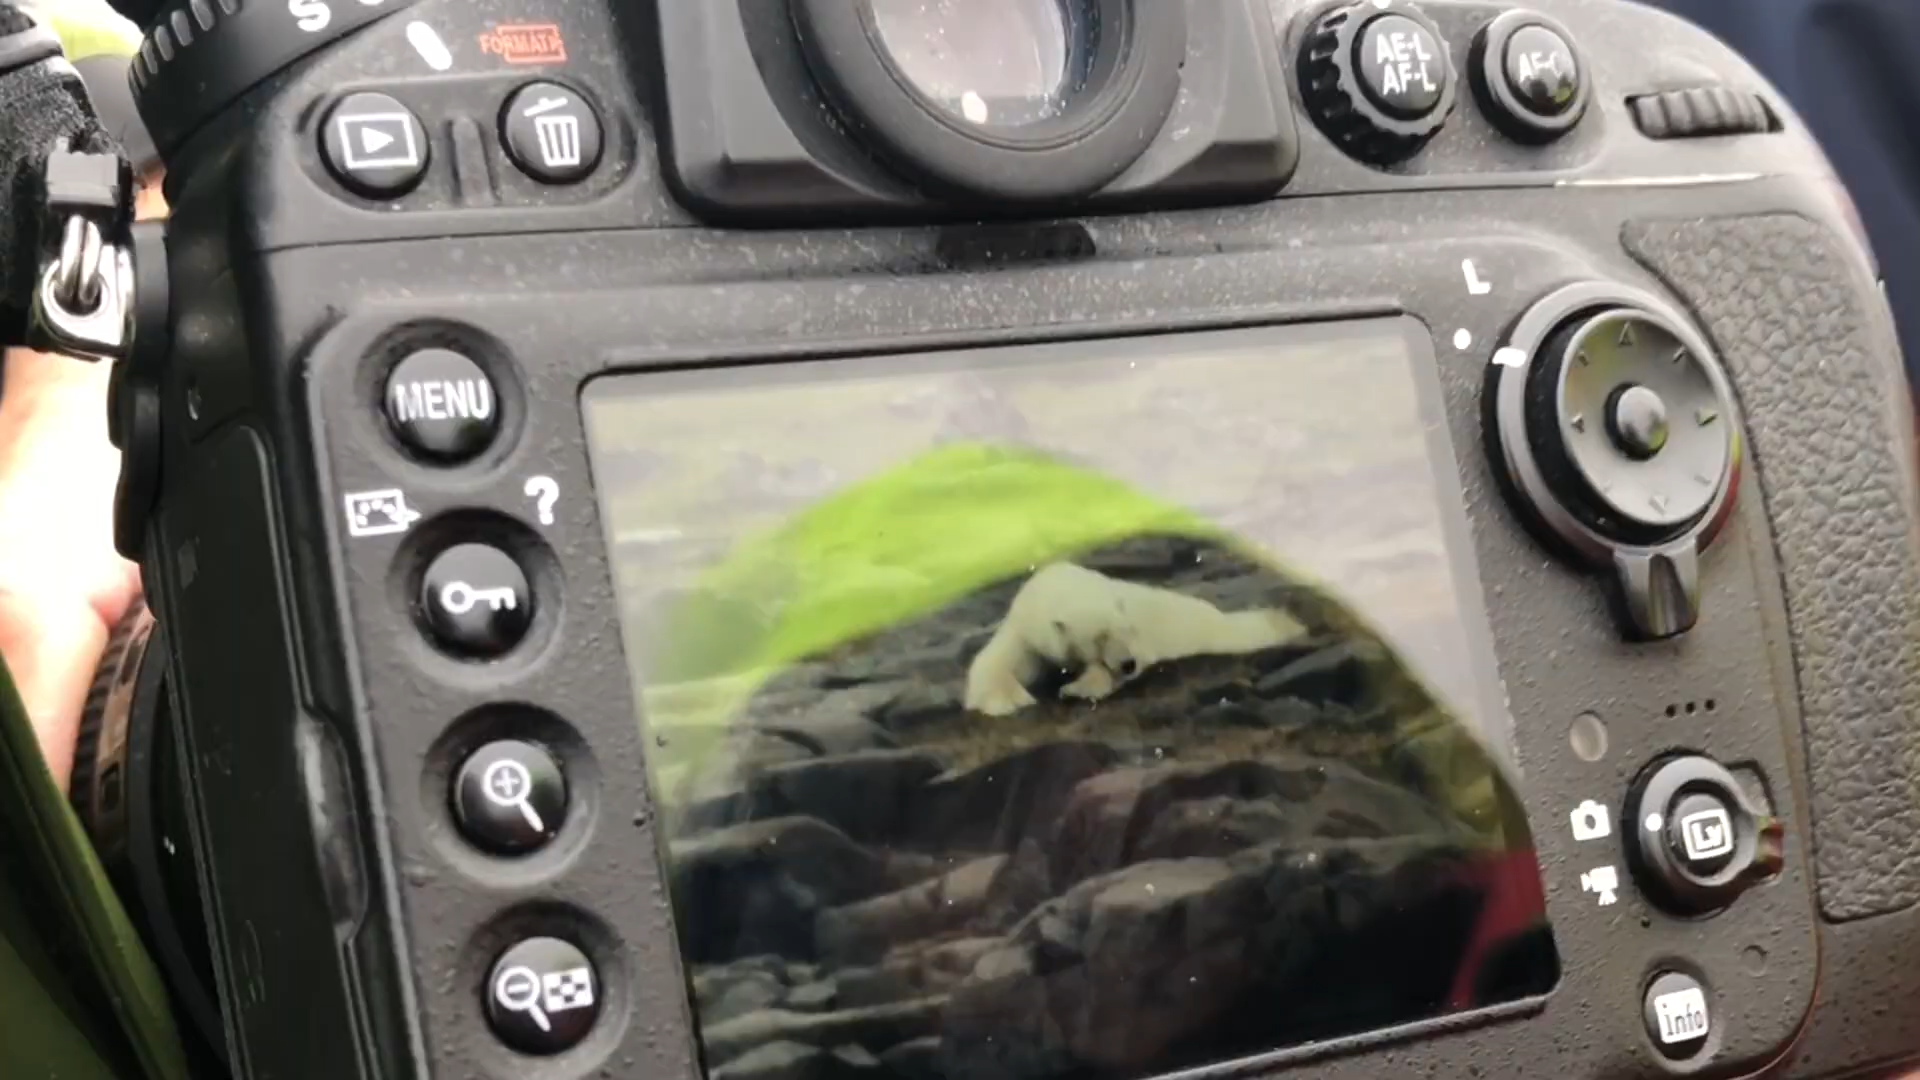 S
FORMAT
AE-L
AF-L
AF-ON
L
MENU
?
Lv
info